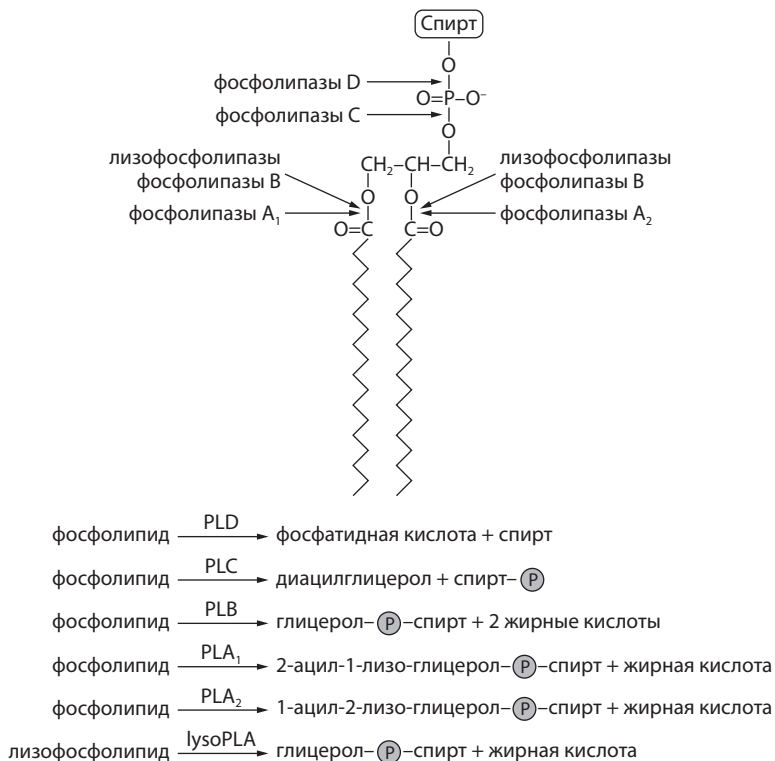 Спирт
O
фосфолипазы D
O=P–O⁻
фосфолипазы C
O
лизофосфолипазы
фосфолипазы B
CH₂–CH–CH₂
лизофосфолипазы
фосфолипазы B
O O
фосфолипазы A₁
фосфолипазы A₂
O=C C=O
фосфолипид PLD фосфатидная кислота + спирт
фосфолипид PLC диацилглицерол + спирт–P
фосфолипид PLB глицерол–P–спирт + 2 жирные кислоты
фосфолипид PLA₁ 2-ацил-1-лизо-глицерол–P–спирт + жирная кислота
фосфолипид PLA₂ 1-ацил-2-лизо-глицерол–P–спирт + жирная кислота
лизофосфолипид lysoPLA глицерол–P–спирт + жирная кислота